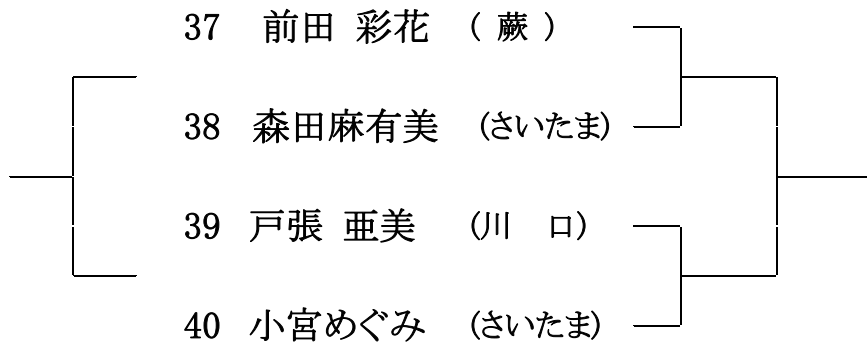 37 前田 彩花 ( 蕨 )
38 森田麻有美 (さいたま)
39 戸張 亜美 (川 口)
40 小宮めぐみ (さいたま)